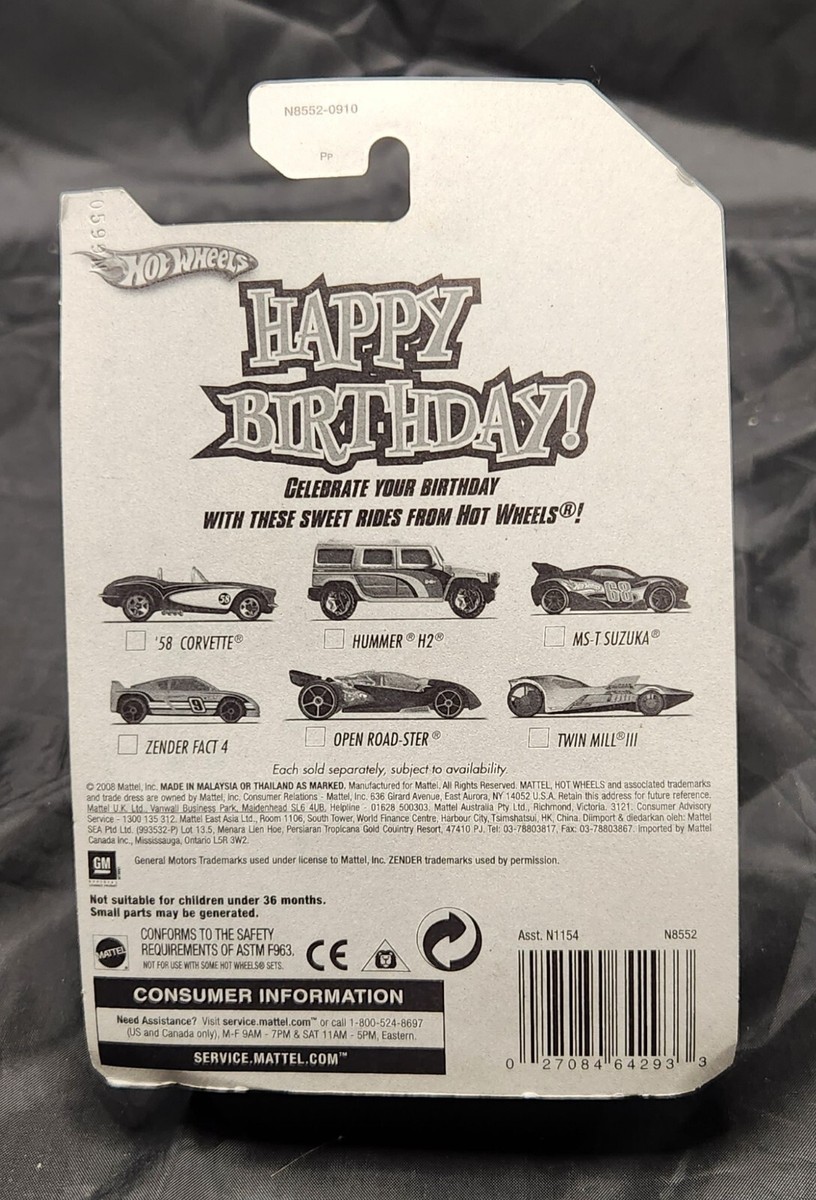 N8552-0910
Pp
HOT WHEELS
HAPPY
BIRTHDAY!
CELEBRATE YOUR BIRTHDAY
WITH THESE SWEET RIDES FROM HOT WHEELS®!
58
68
'58 CORVETTE®
HUMMER® H2®
MS-T SUZUKA®
9
ZENDER FACT 4
OPEN ROAD-STER®
TWIN MILL® III
Each sold separately, subject to availability.
© 2008 Mattel, Inc. MADE IN MALAYSIA OR THAILAND AS MARKED. Manufactured for Mattel. All Rights Reserved. MATTEL, HOT WHEELS and associated trademarks
and trade dress are owned by Mattel, Inc. Consumer Relations - Mattel, Inc. 636 Girard Avenue, East Aurora, NY 14052 U.S.A. Retain this address for future reference.
Mattel U.K. Ltd., Vanwall Business Park, Maidenhead SL6 4UB. Helpline - 01628 500303. Mattel Australia Pty. Ltd., Richmond, Victoria. 3121. Consumer Advisory
Service - 1300 135 312. Mattel East Asia Ltd., Room 1106, South Tower, World Finance Centre, Harbour City, Tsimshatsui, HK, China. Diimport & diedarkan oleh: Mattel
SEA Ptd Ltd. (993532-P) Lot 13.5, Menara Lien Hoe, Persiaran Tropicana Gold Country Resort, 47410 PJ. Tel: 03-78803817, Fax: 03-78803867. Imported by Mattel
Canada Inc., Mississauga, Ontario L5R 3W2.
GM
General Motors Trademarks used under license to Mattel, Inc. ZENDER trademarks used by permission.
Not suitable for children under 36 months.
Small parts may be generated.
MATTEL
CONFORMS TO THE SAFETY
REQUIREMENTS OF ASTM F963.
NOT FOR USE WITH SOME HOT WHEELS® SETS.
CE
Asst. N1154
N8552
CONSUMER INFORMATION
Need Assistance? Visit service.mattel.com™ or call 1-800-524-8697
(US and Canada only), M-F 9AM - 7PM & SAT 11AM - 5PM, Eastern.
SERVICE.MATTEL.COM™
0 27084 64293 3